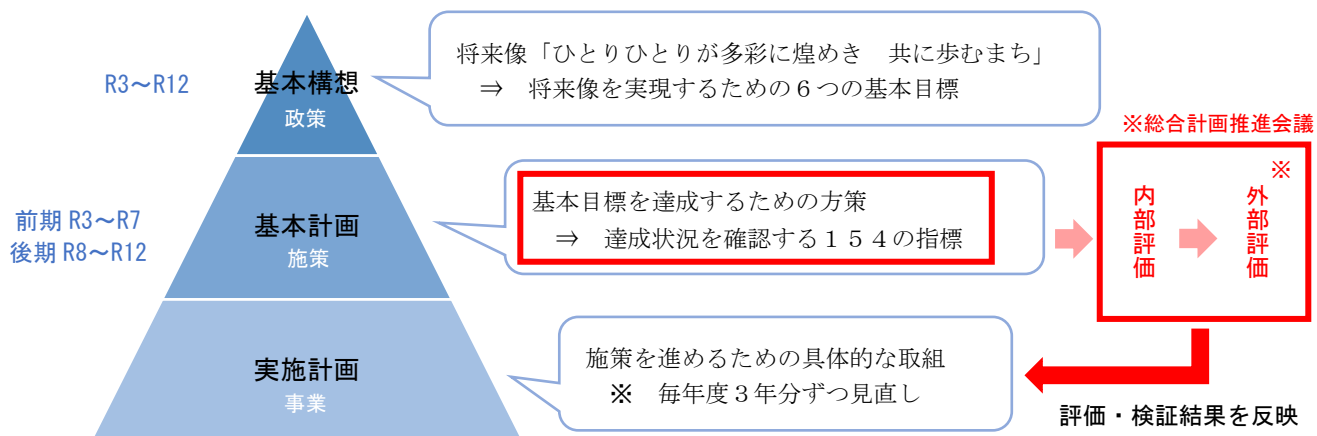 R3～R12
基本構想
政策
将来像「ひとりひとりが多彩に煌めき　共に歩むまち」
⇒　将来像を実現するための６つの基本目標
※総合計画推進会議
前期 R3～R7
後期 R8～R12
基本計画
施策
基本目標を達成するための方策
⇒　達成状況を確認する１５４の指標
内部評価
※
外部評価
実施計画
事業
施策を進めるための具体的な取組
※　毎年度３年分ずつ見直し
評価・検証結果を反映